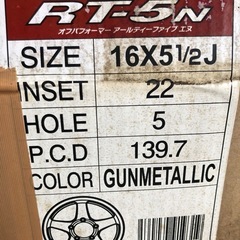 RT-5N
オフパフォーマー アールティーファイブ エヌ
SIZE 16X5 1/2 J
INSET 22
HOLE 5
P.C.D 139.7
COLOR GUNMETALLIC